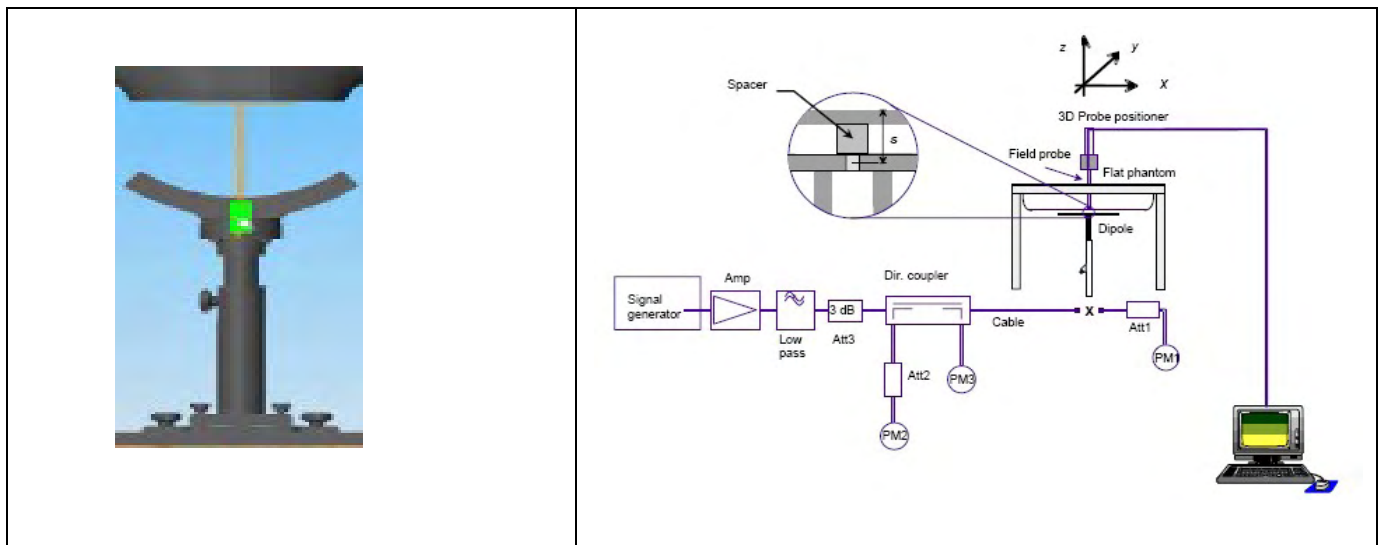 z
y
X
Spacer
s
3D Probe positioner
Field probe
Flat phantom
Dipole
Dir. coupler
Amp
Signal
generator
3 dB
Low
pass
Att3
Cable
X
Att1
PM1
Att2
PM3
PM2